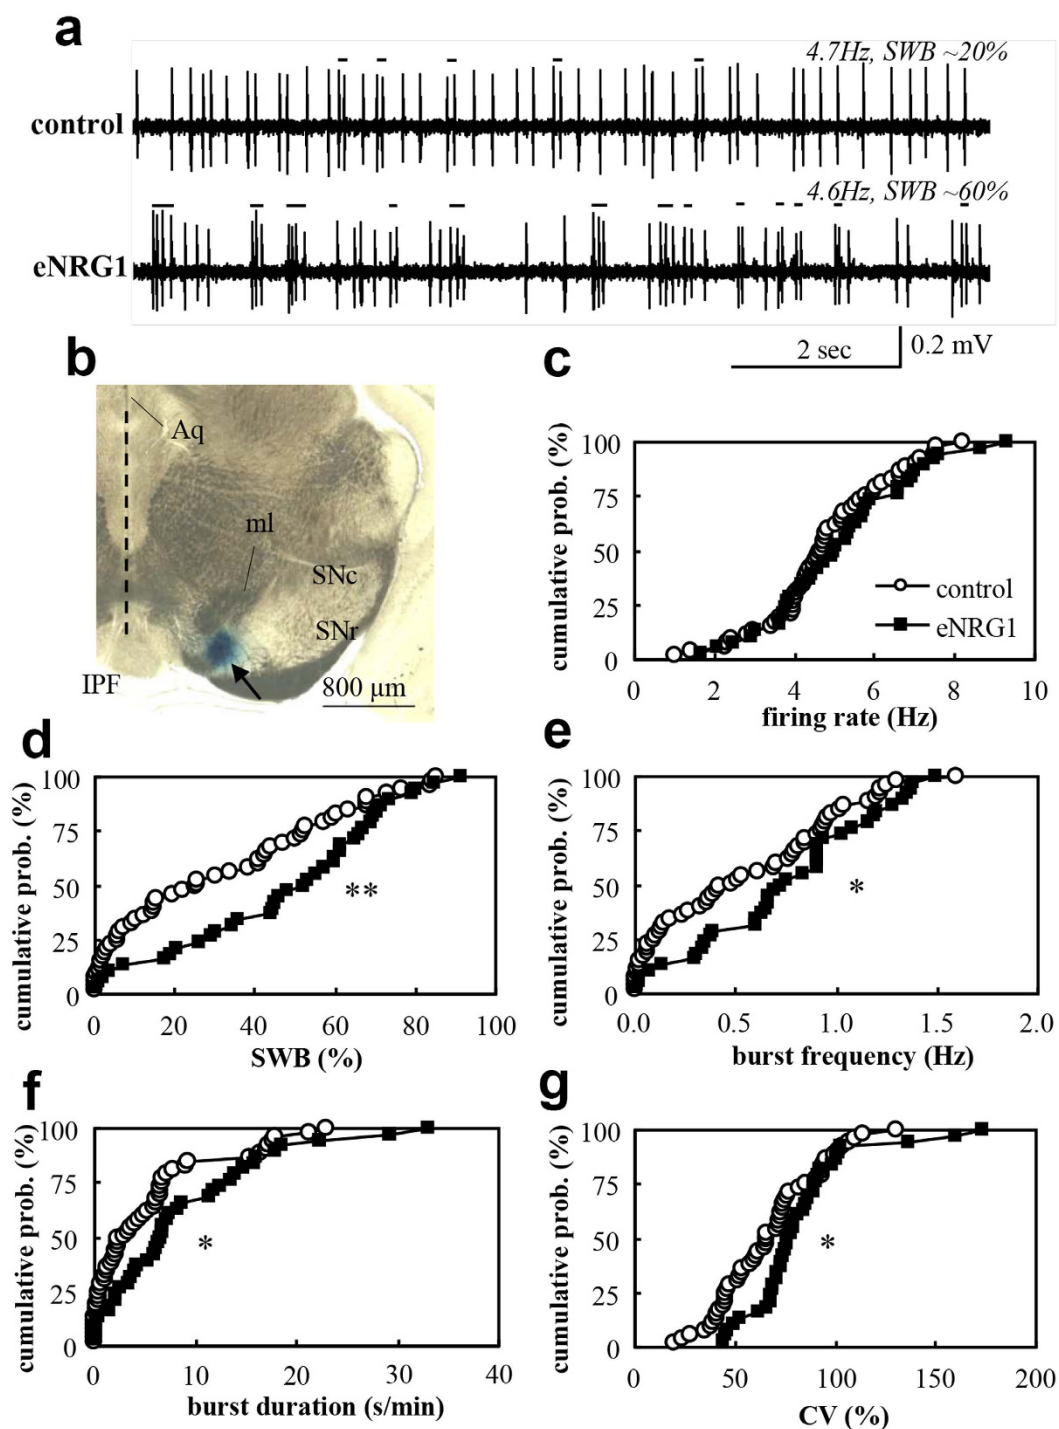 a
4.7Hz, SWB ~20%
control
4.6Hz, SWB ~60%
eNRG1
2 sec
0.2 mV
b
Aq
ml
SNc
SNr
IPF
800 µm
c
cumulative prob. (%)
100
75
50
25
0
control
eNRG1
0 2 4 6 8 10
firing rate (Hz)
d
cumulative prob. (%)
100
75
50
25
0
**
0 20 40 60 80 100
SWB (%)
e
cumulative prob. (%)
100
75
50
25
0
*
0.0 0.5 1.0 1.5 2.0
burst frequency (Hz)
f
cumulative prob. (%)
100
75
50
25
0
*
0 10 20 30 40
burst duration (s/min)
g
cumulative prob. (%)
100
75
50
25
0
*
50 100 150 200
CV (%)